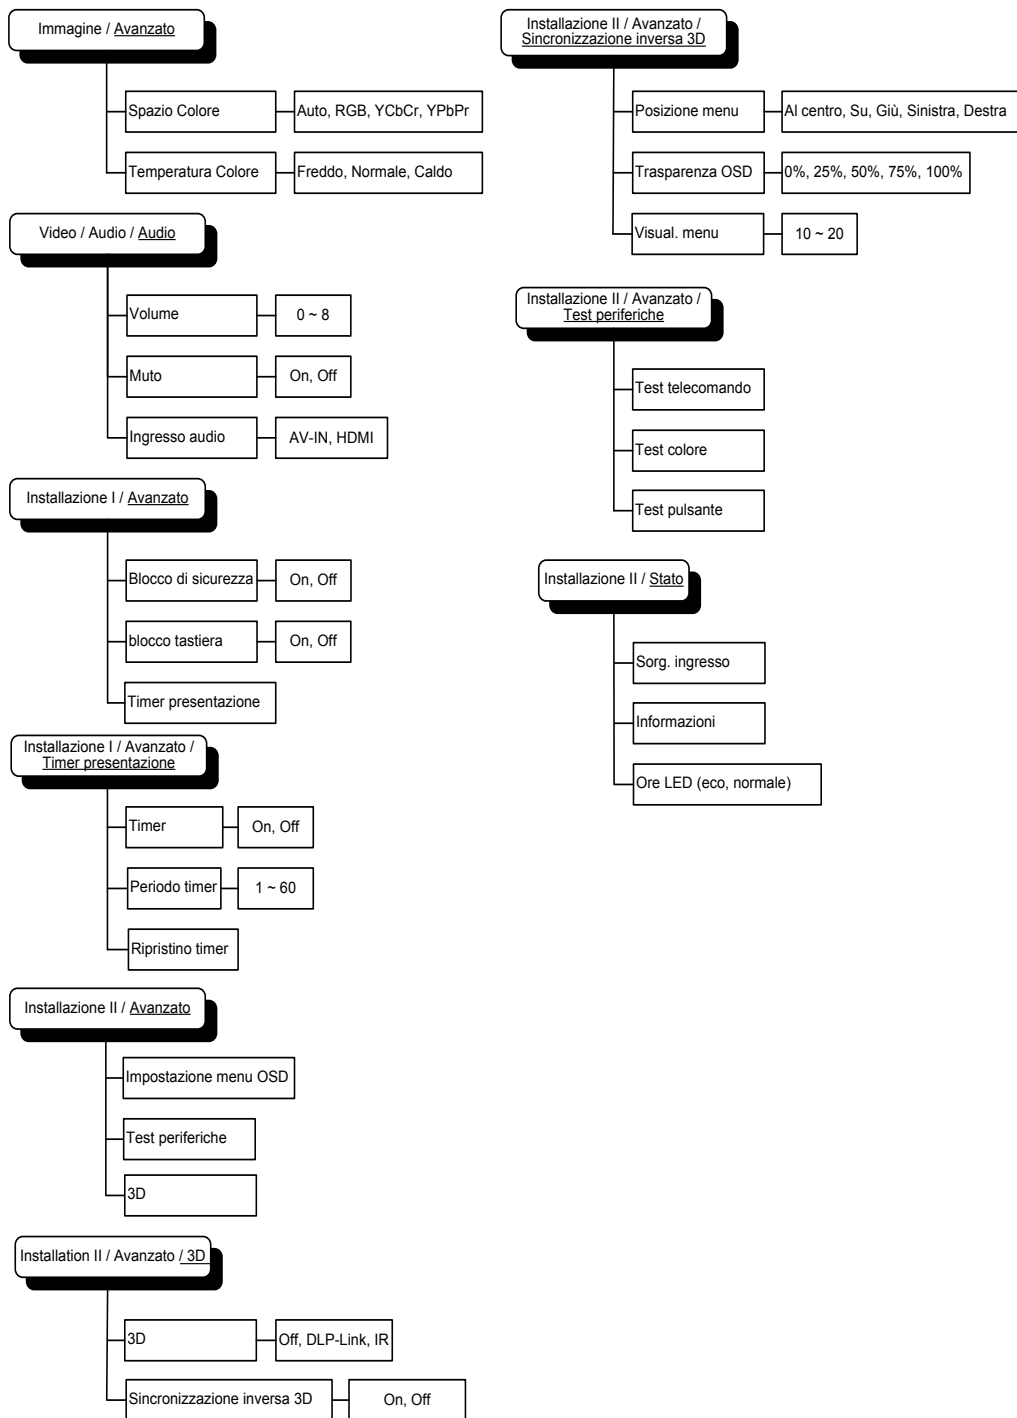 Immagine / Avanzato
Spazio Colore
Auto, RGB, YCbCr, YPbPr
Temperatura Colore
Freddo, Normale, Caldo
Video / Audio / Audio
Volume
0 ~ 8
Muto
On, Off
Ingresso audio
AV-IN, HDMI
Installazione I / Avanzato
Blocco di sicurezza
On, Off
blocco tastiera
On, Off
Timer presentazione
Installazione I / Avanzato /
Timer presentazione
Timer
On, Off
Periodo timer
1 ~ 60
Ripristino timer
Installazione II / Avanzato
Impostazione menu OSD
Test periferiche
3D
Installation II / Avanzato / 3D
3D
Off, DLP-Link, IR
Sincronizzazione inversa 3D
On, Off
Installazione II / Avanzato /
Sincronizzazione inversa 3D
Posizione menu
Al centro, Su, Giù, Sinistra, Destra
Trasparenza OSD
0%, 25%, 50%, 75%, 100%
Visual. menu
10 ~ 20
Installazione II / Avanzato /
Test periferiche
Test telecomando
Test colore
Test pulsante
Installazione II / Stato
Sorg. ingresso
Informazioni
Ore LED (eco, normale)